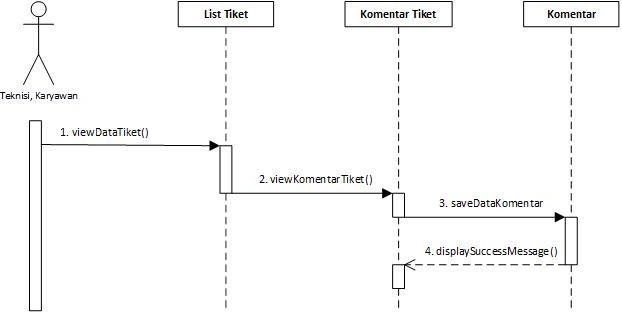 List Tiket
Komentar Tiket
Komentar
Teknisi, Karyawan
1. viewDataTiket()
2. viewKomentarTiket()
3. saveDataKomentar
4. displaySuccessMessage()